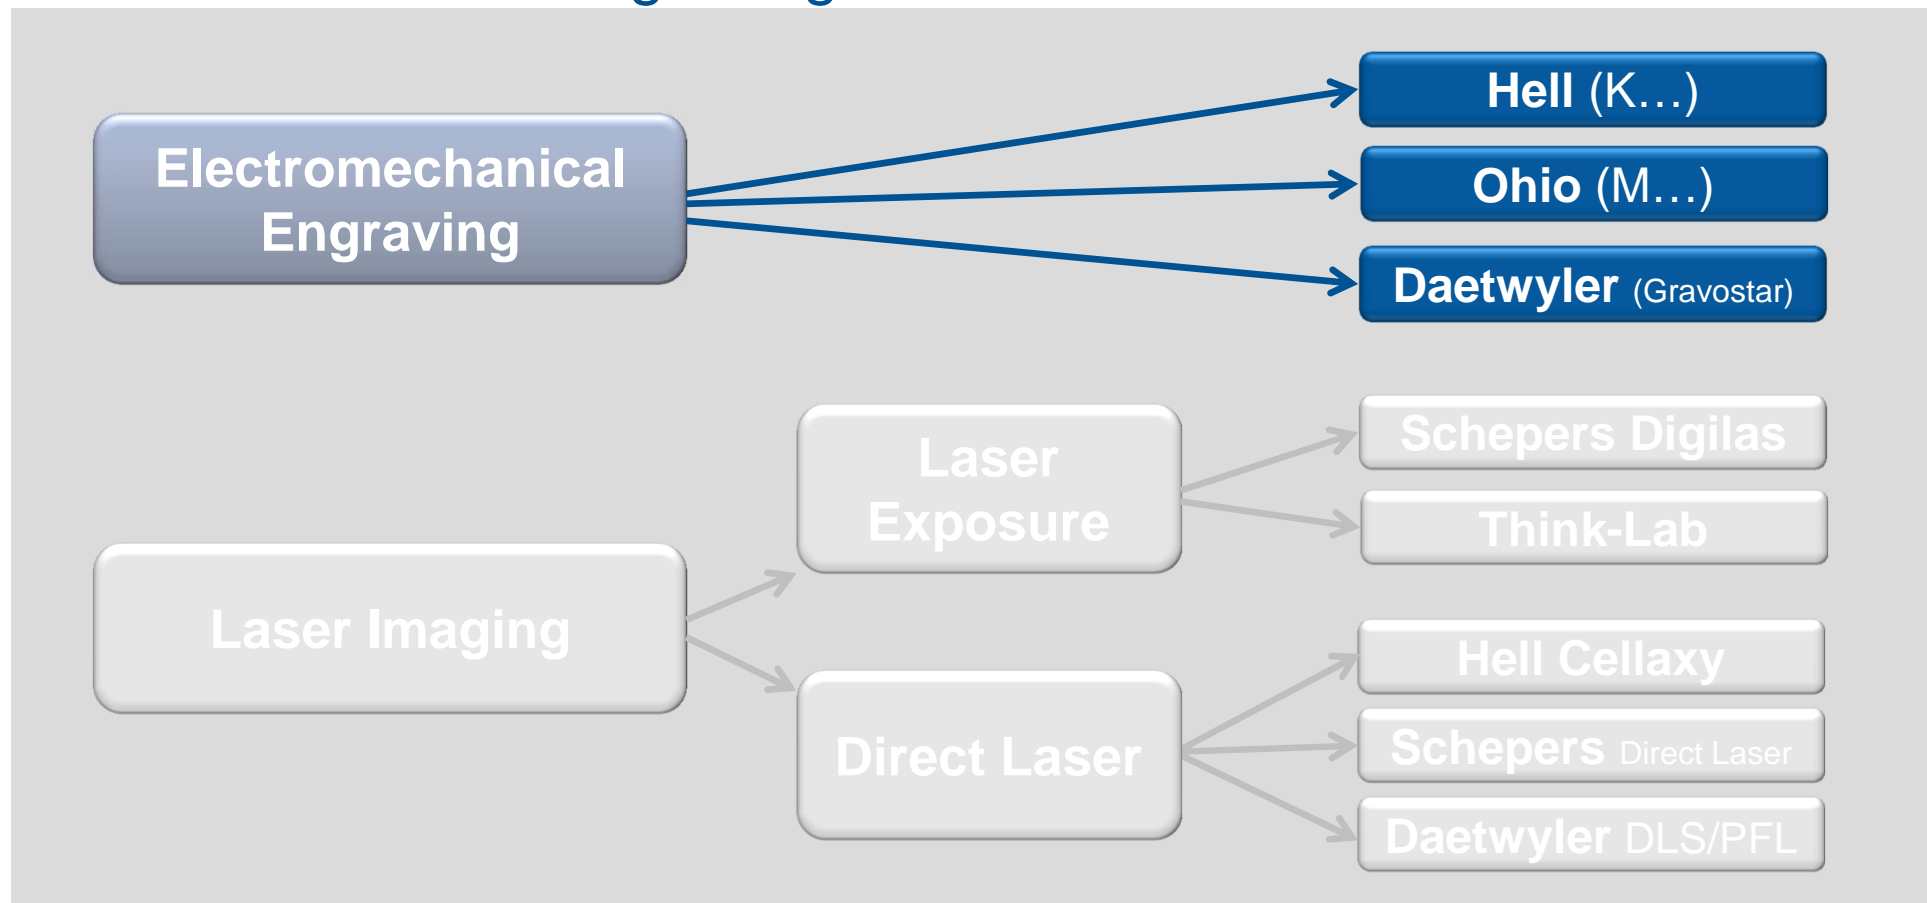 Electromechanical
Engraving
Hell (K…)
Ohio (M…)
Daetwyler (Gravostar)
Laser Imaging
Laser
Exposure
Schepers Digilas
Think-Lab
Direct Laser
Hell Cellaxy
Schepers Direct Laser
Daetwyler DLS/PFL